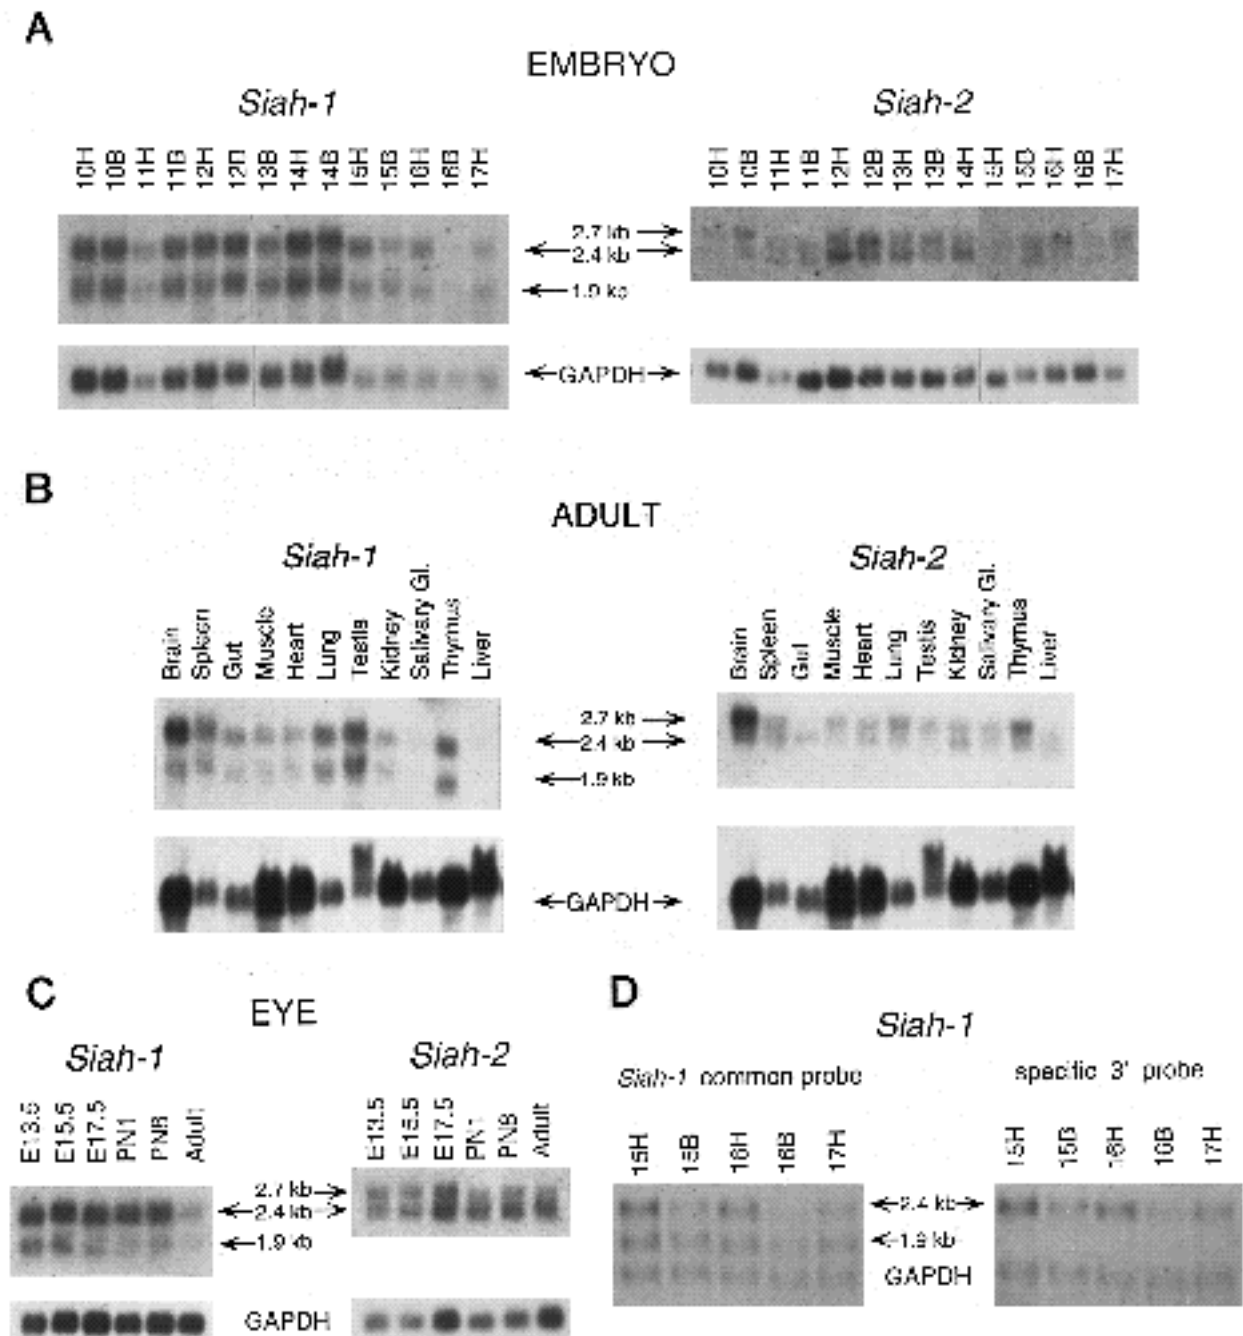 A
EMBRYO
Siah-1
Siah-2
10H 10B 11H 11B 12H 12B 13B 14H 14B 15H 15B 16H 16B 17H
10H 10B 11H 11B 12H 12B 13H 13B 14H 15H 15B 16H 16B 17H
2.7 kb
2.4 kb
1.9 kb
GAPDH
B
ADULT
Siah-1
Siah-2
Brain Spleen Gut Muscle Heart Lung Testis Kidney Salivary Gl. Thymus Liver
Brain Spleen Gut Muscle Heart Lung Testis Kidney Salivary Gl. Thymus Liver
2.7 kb
2.4 kb
1.9 kb
GAPDH
C
EYE
Siah-1
Siah-2
E13.5 E15.5 E17.5 PN1 PN8 Adult
E13.5 E15.5 E17.5 PN1 PN8 Adult
2.7 kb
2.4 kb
1.9 kb
GAPDH
D
Siah-1
Siah-1 common probe
specific 3' probe
15H 15B 16H 16B 17H
15H 15B 16H 16B 17H
2.4 kb
1.9 kb
GAPDH